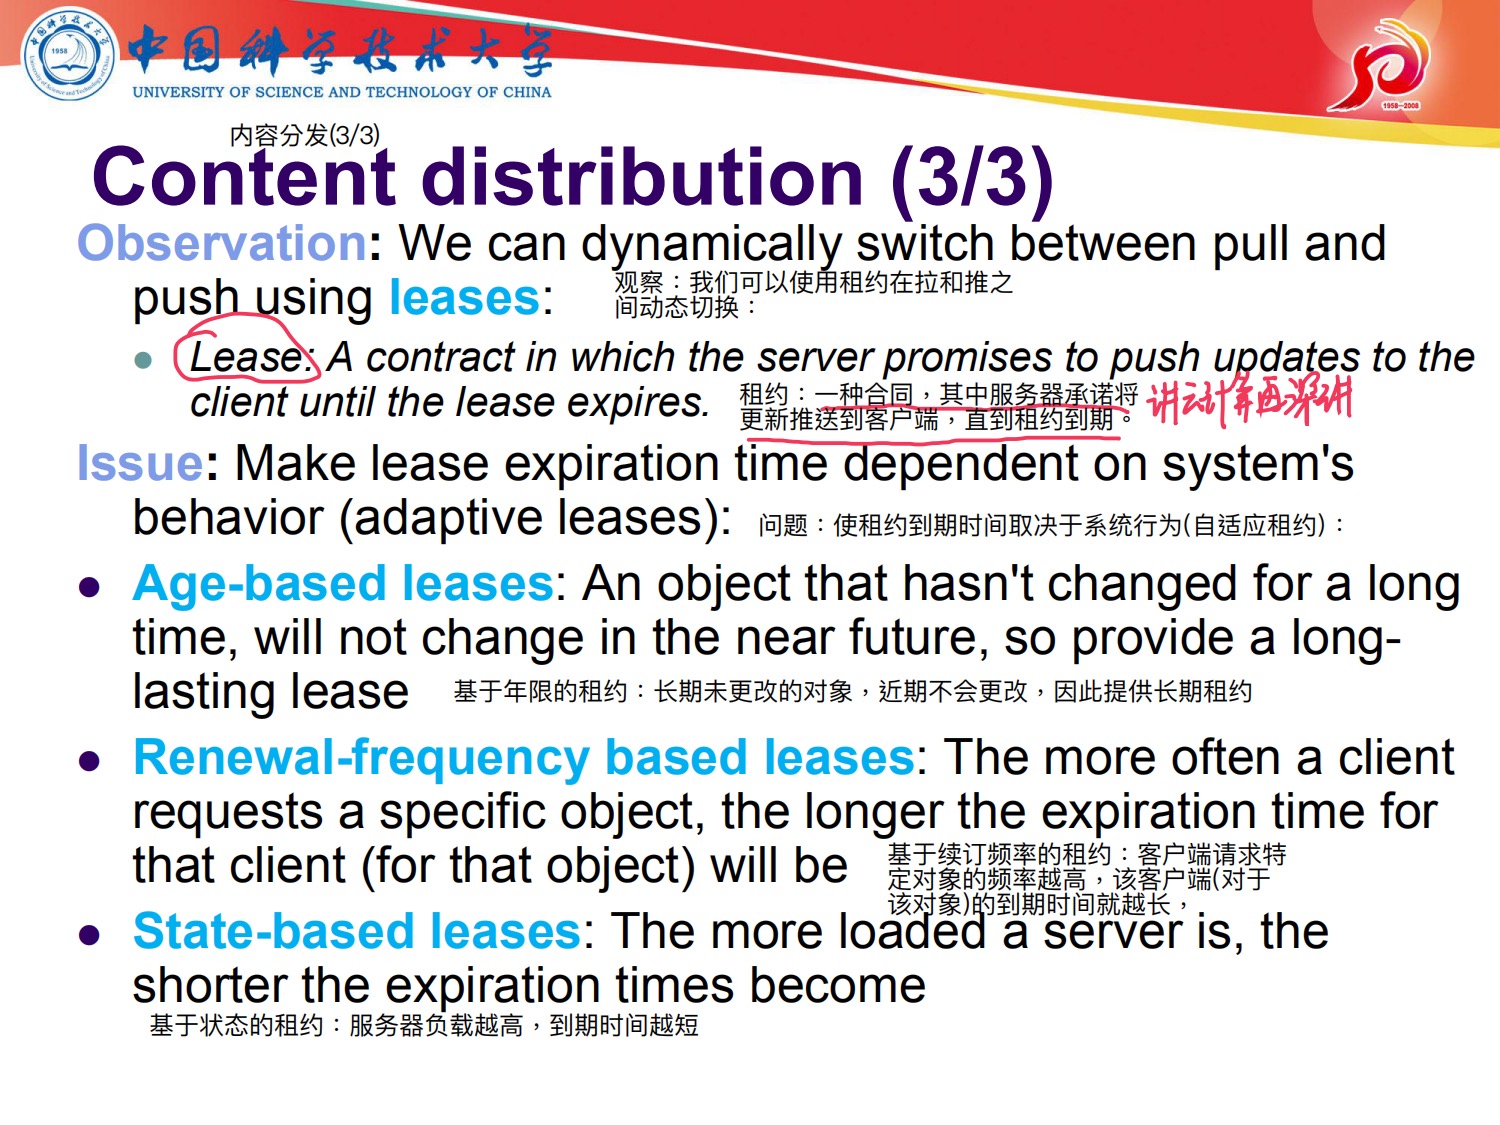 中国科学技术大学
UNIVERSITY OF SCIENCE AND TECHNOLOGY OF CHINA
1958
1958-2008
内容分发(3/3)
Content distribution (3/3)
Observation: We can dynamically switch between pull and
push using leases:
观察：我们可以使用租约在拉和推之
间动态切换：
Lease: A contract in which the server promises to push updates to the
client until the lease expires.
租约：一种合同，其中服务器承诺将
更新推送到客户端，直到租约到期。
讲云计算再深讲
Issue: Make lease expiration time dependent on system's
behavior (adaptive leases):
问题：使租约到期时间取决于系统行为(自适应租约)：
Age-based leases: An object that hasn't changed for a long
time, will not change in the near future, so provide a long-
lasting lease
基于年限的租约：长期未更改的对象，近期不会更改，因此提供长期租约
Renewal-frequency based leases: The more often a client
requests a specific object, the longer the expiration time for
that client (for that object) will be
基于续订频率的租约：客户端请求特
定对象的频率越高，该客户端(对于
该对象)的到期时间就越长，
State-based leases: The more loaded a server is, the
shorter the expiration times become
基于状态的租约：服务器负载越高，到期时间越短